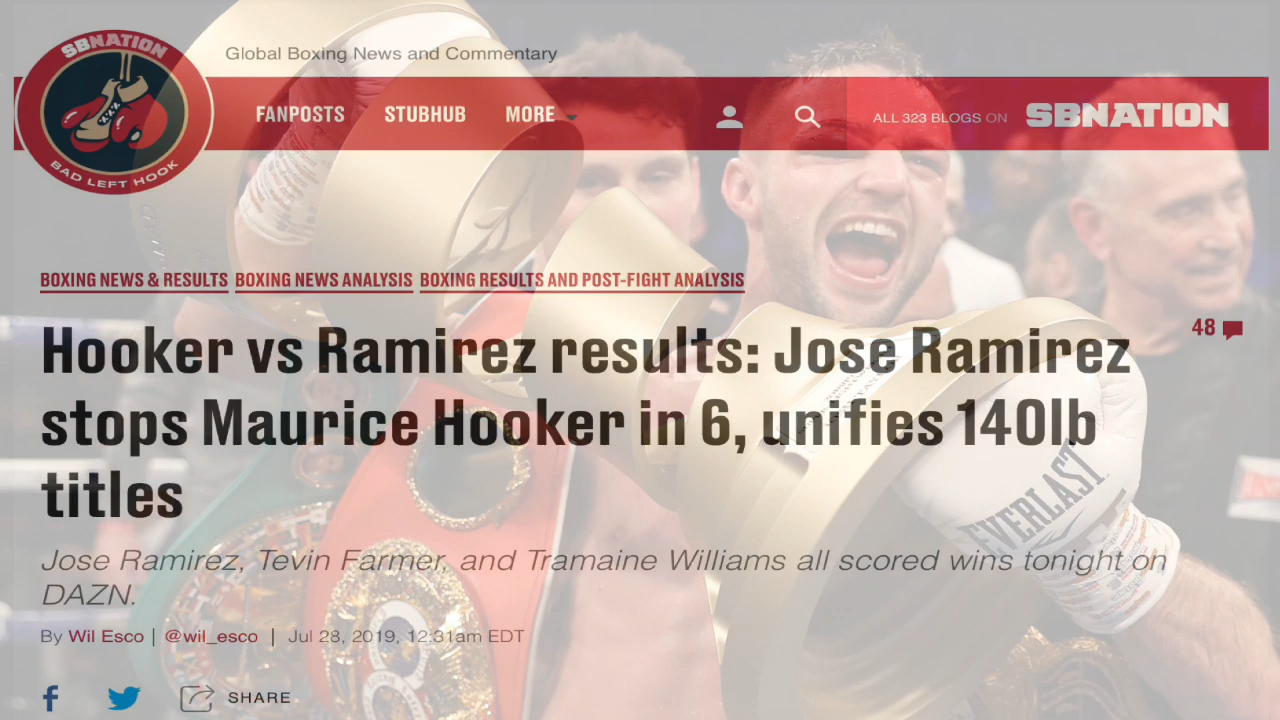 SBNATION
BAD LEFT HOOK
Global Boxing News and Commentary
FANPOSTS STUBHUB MORE
ALL 323 BLOGS ON SBNATION
BOXING NEWS & RESULTS BOXING NEWS ANALYSIS BOXING RESULTS AND POST-FIGHT ANALYSIS
Hooker vs Ramirez results: Jose Ramirez
48
stops Maurice Hooker in 6, unifies 140lb
titles
EVERLAST
Jose Ramirez, Tevin Farmer, and Tramaine Williams all scored wins tonight on
DAZN.
By Wil Esco | @wil_esco | Jul 28, 2019, 12:31am EDT
SHARE